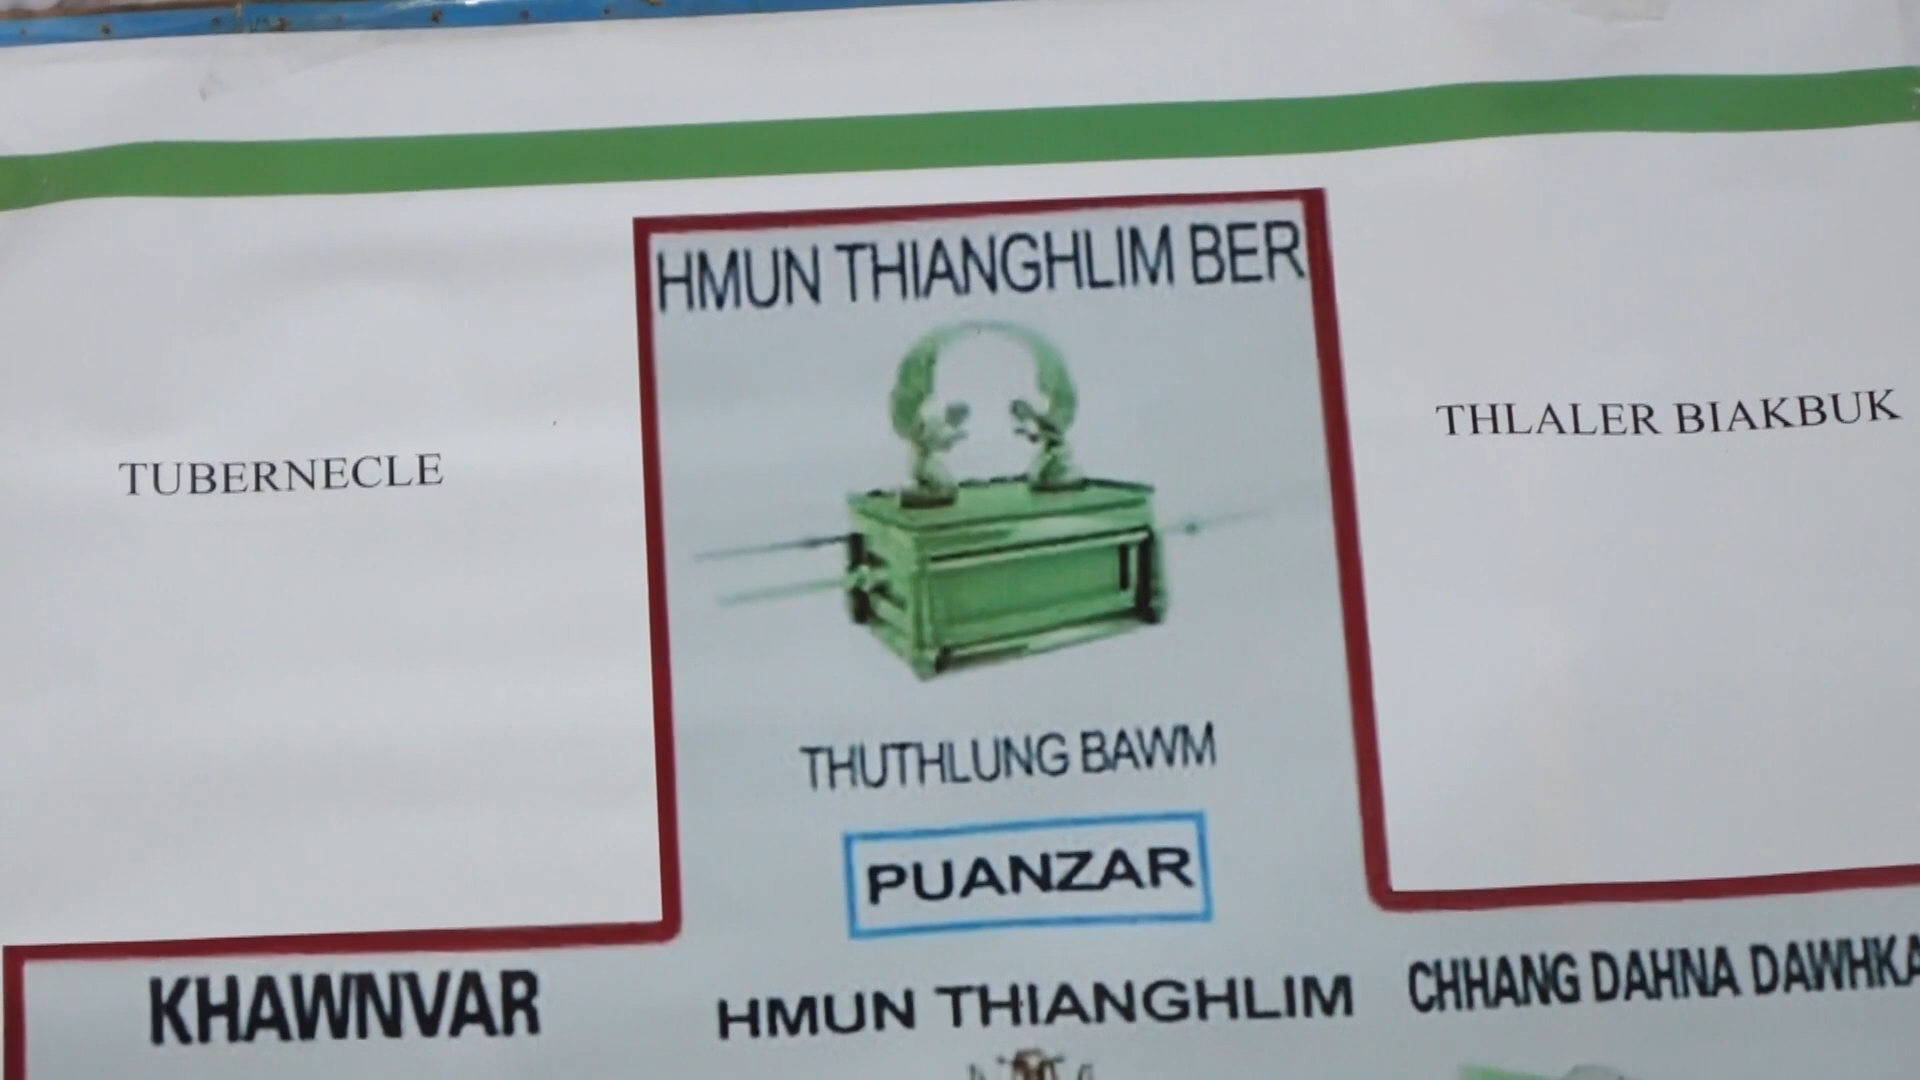 HMUN THIANGHLIM BER
TUBERNECLE
THLALER BIAKBUK
THUTHLUNG BAWM
PUANZAR
KHAWNVAR
HMUN THIANGHLIM
CHHANG DAHNA DAWHKA